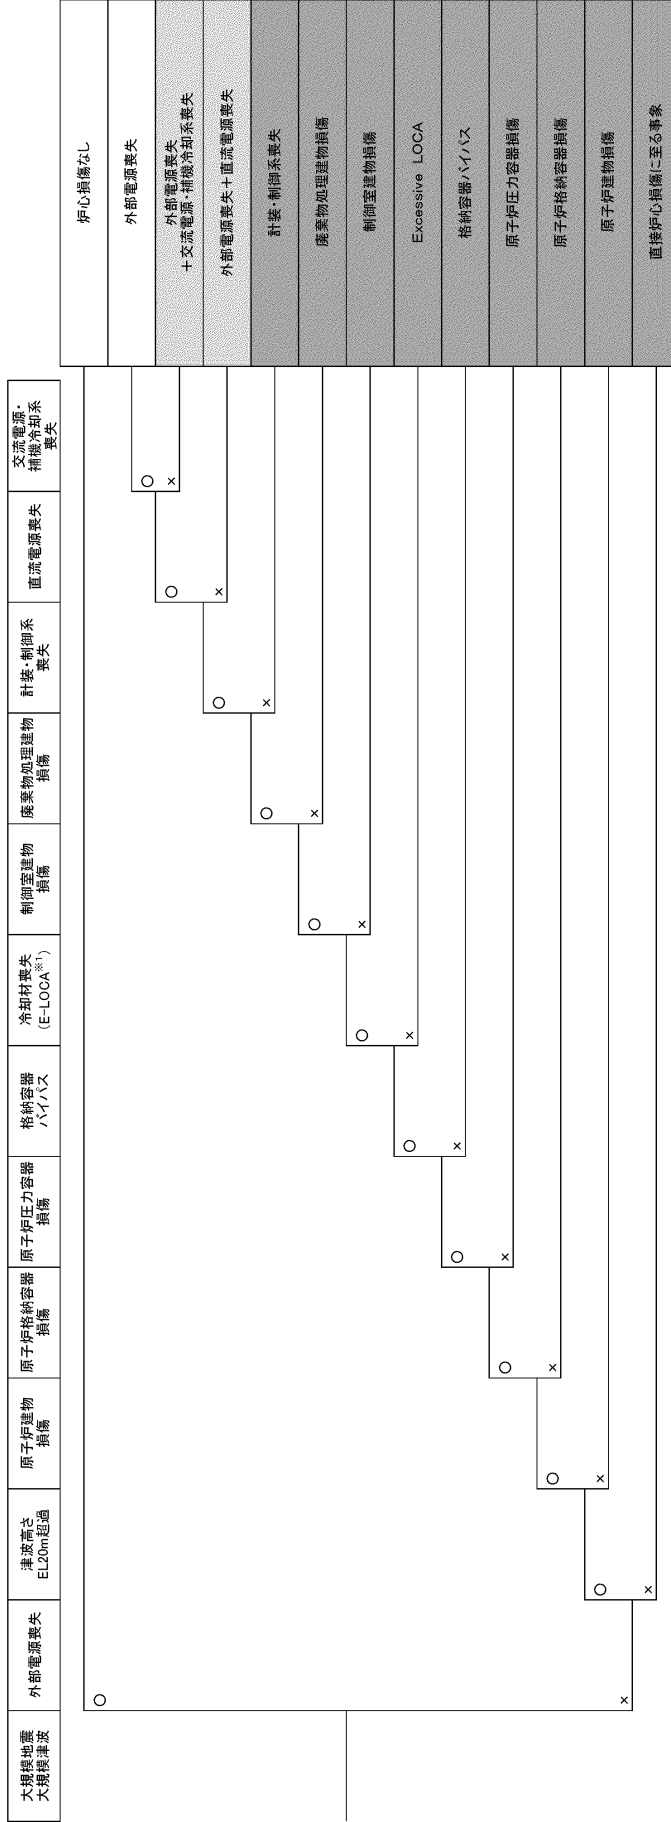 大規模地震
大規模津波
外部電源喪失
津波高さ
EL20m超過
原子炉建物
損傷
原子炉格納容器
損傷
原子炉圧力容器
損傷
格納容器
バイパス
冷却材喪失
(E-LOCA※1)
制御室建物
損傷
廃棄物処理建物
損傷
計装・制御系
喪失
直流電源喪失
交流電源・
補機冷却系
喪失
○
×
○
×
○
×
○
×
○
×
○
×
○
×
○
×
○
×
○
×
○
×
○
×
炉心損傷なし
外部電源喪失
外部電源喪失
＋交流電源・補機冷却系喪失
外部電源喪失＋直流電源喪失
計装・制御系喪失
廃棄物処理建物損傷
制御室建物損傷
Excessive LOCA
格納容器バイパス
原子炉圧力容器損傷
原子炉格納容器損傷
原子炉建物損傷
直接炉心損傷に至る事象